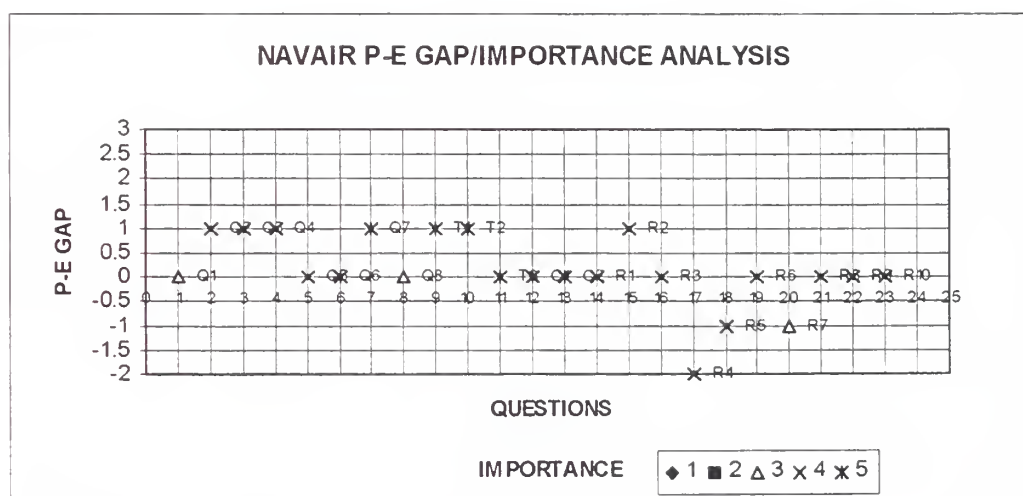 NAVAIR P-E GAP/IMPORTANCE ANALYSIS
P-E GAP
3
2.5
2
1.5
1
0.5
0
-0.5
-1
-1.5
-2
Q4 Q7 T2 R2
Q1 Q6 Q8 R1 R3 R6 R10
0 1 2 3 4 5 6 7 8 9 10 11 12 13 14 15 16 17 18 19 20 21 22 23 24 25
R5 R7
R4
QUESTIONS
IMPORTANCE 1 2 3 4 5